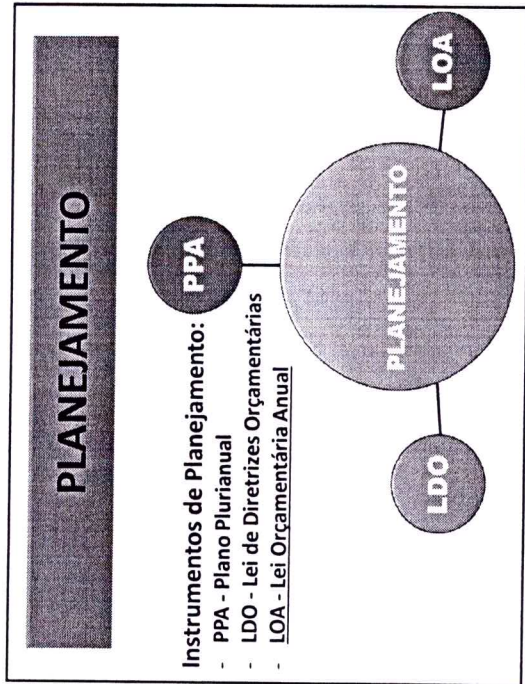 PLANEJAMENTO
Instrumentos de Planejamento:
- PPA - Plano Plurianual
- LDO - Lei de Diretrizes Orçamentárias
- LOA - Lei Orçamentária Anual
PPA
PLANEJAMENTO
LDO
LOA